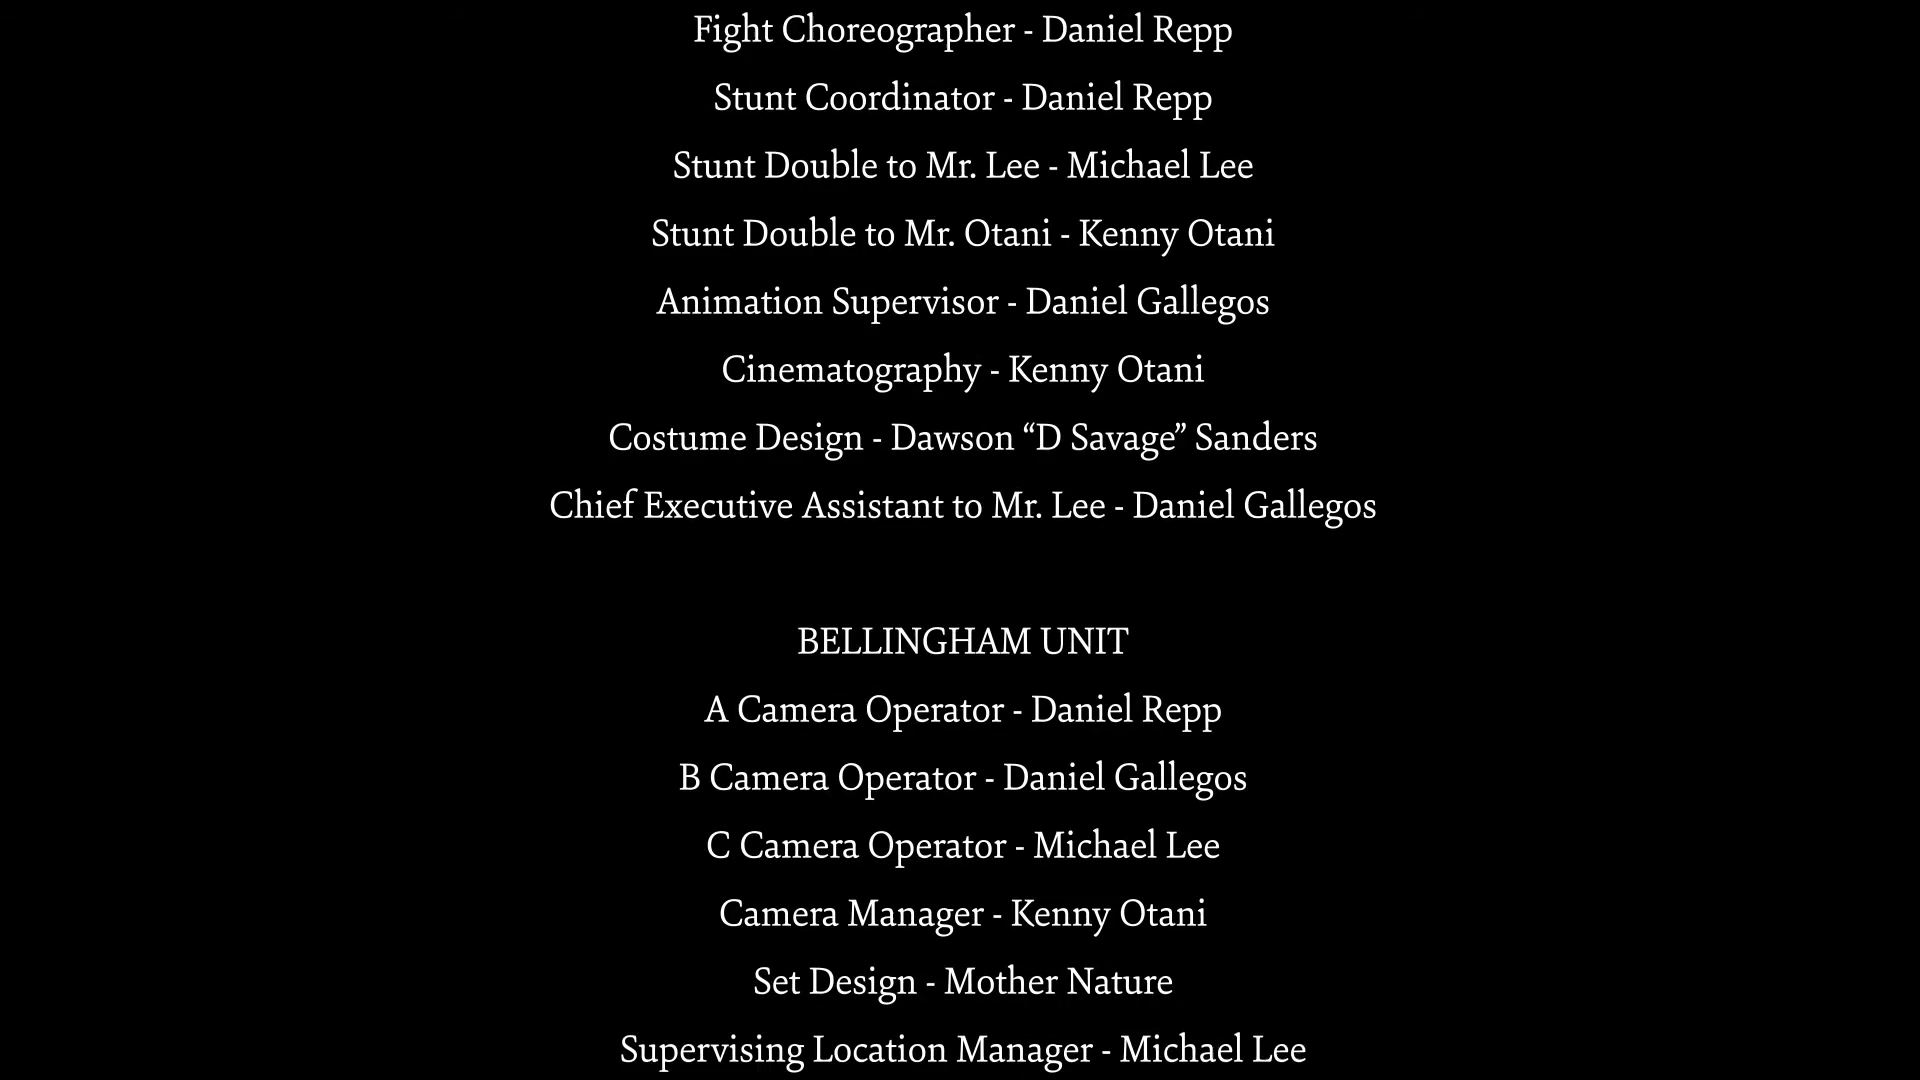 Fight Choreographer - Daniel Repp
Stunt Coordinator - Daniel Repp
Stunt Double to Mr. Lee - Michael Lee
Stunt Double to Mr. Otani - Kenny Otani
Animation Supervisor - Daniel Gallegos
Cinematography - Kenny Otani
Costume Design - Dawson “D Savage” Sanders
Chief Executive Assistant to Mr. Lee - Daniel Gallegos
BELLINGHAM UNIT
A Camera Operator - Daniel Repp
B Camera Operator - Daniel Gallegos
C Camera Operator - Michael Lee
Camera Manager - Kenny Otani
Set Design - Mother Nature
Supervising Location Manager - Michael Lee